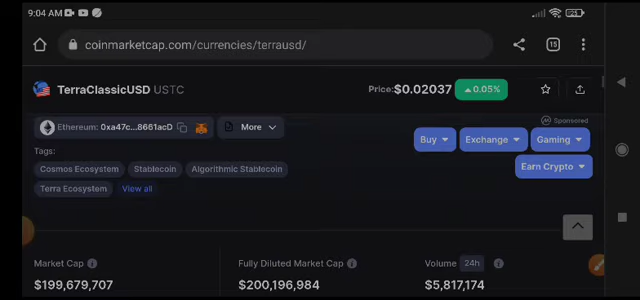 9:04 AM
25
coinmarketcap.com/currencies/terrausd/
15
TerraClassicUSD USTC
Price:$0.02037 0.05%
Sponsored
Ethereum: 0xa47c...8661acD More
Buy Exchange Gaming
Tags:
Earn Crypto
Cosmos Ecosystem Stablecoin Algorithmic Stablecoin
Terra Ecosystem View all
Market Cap Fully Diluted Market Cap Volume 24h
$199,679,707 $200,196,984 $5,817,174